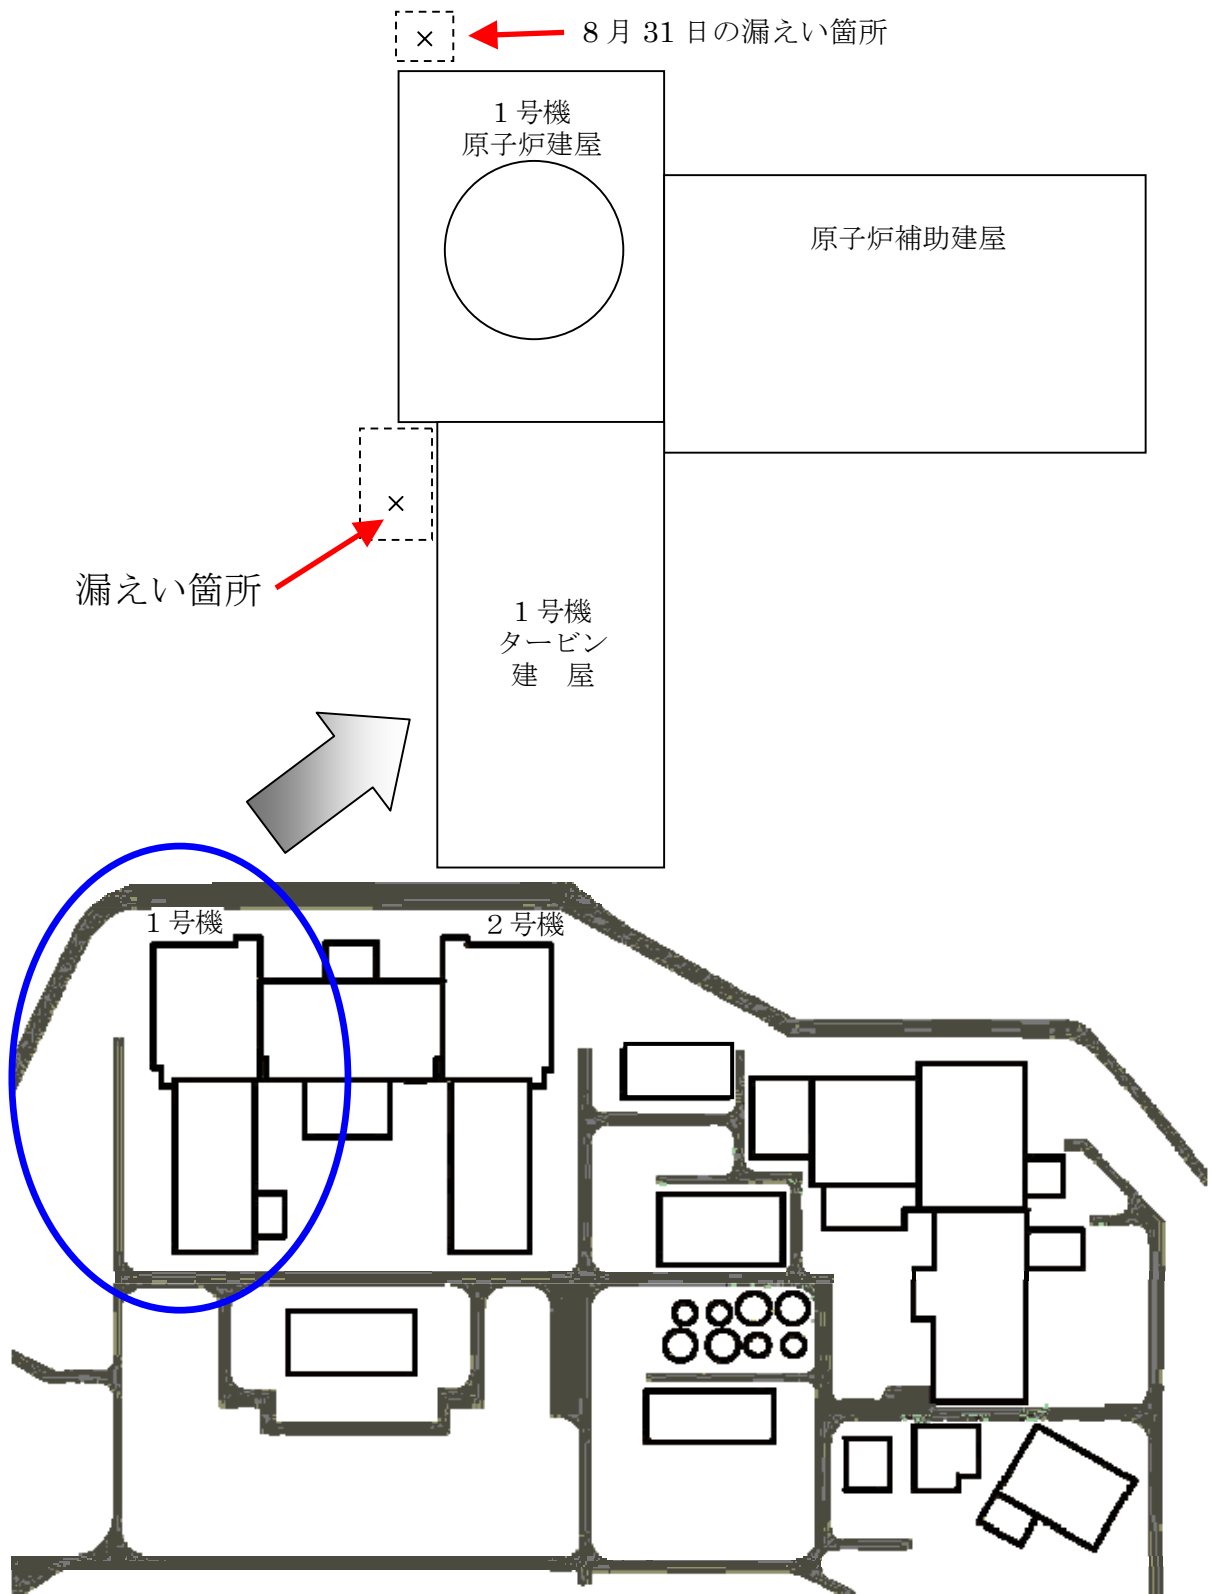 8月 31 日の漏えい箇所
1 号機
原子炉建屋
原子炉補助建屋
漏えい箇所
1 号機
タービン
建　屋
1 号機
2 号機